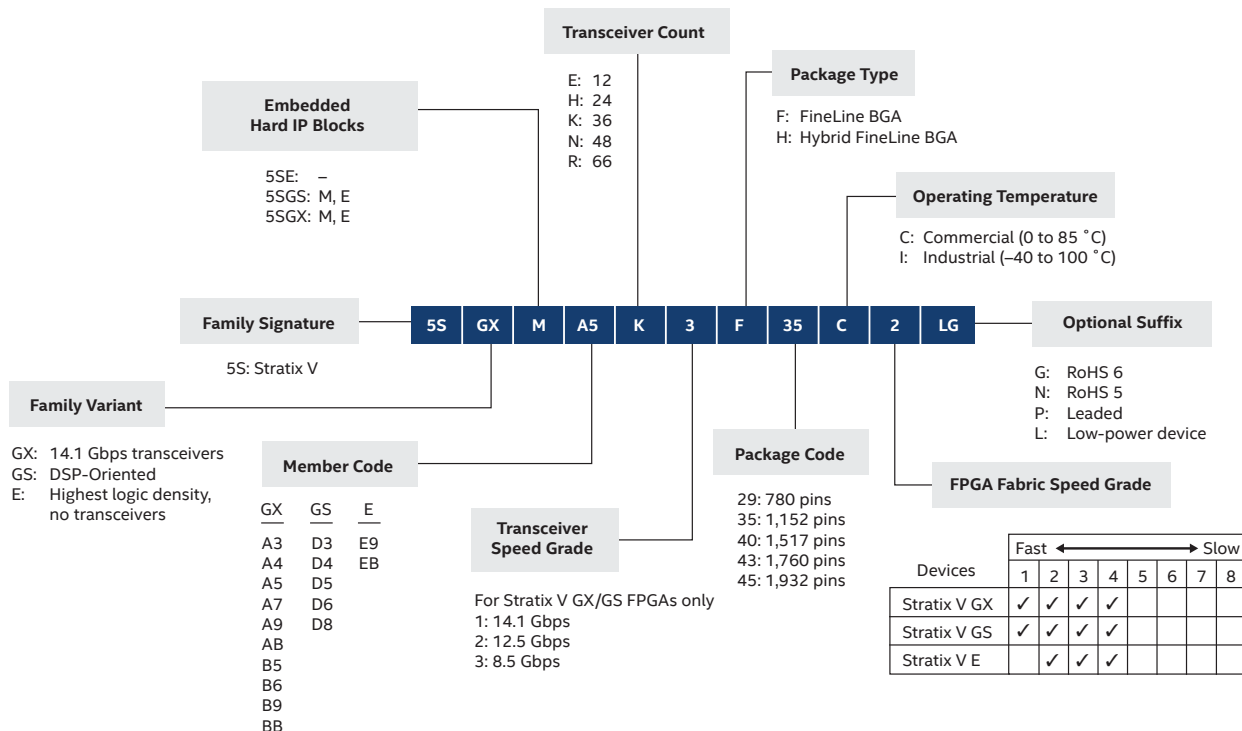 Transceiver Count
E: 12
H: 24
K: 36
N: 48
R: 66
Package Type
F: FineLine BGA
H: Hybrid FineLine BGA
Embedded
Hard IP Blocks
5SE: –
5SGS: M, E
5SGX: M, E
Operating Temperature
C: Commercial (0 to 85 ˚C)
I: Industrial (–40 to 100 ˚C)
Family Signature
5S: Stratix V
5S GX M A5 K 3 F 35 C 2 LG
Optional Suffix
G: RoHS 6
N: RoHS 5
P: Leaded
L: Low-power device
Family Variant
GX: 14.1 Gbps transceivers
GS: DSP-Oriented
E: Highest logic density,
no transceivers
Member Code
GX GS E
A3 D3 E9
A4 D4 EB
A5 D5
A7 D6
A9 D8
AB
B5
B6
B9
BB
Transceiver
Speed Grade
For Stratix V GX/GS FPGAs only
1: 14.1 Gbps
2: 12.5 Gbps
3: 8.5 Gbps
Package Code
29: 780 pins
35: 1,152 pins
40: 1,517 pins
43: 1,760 pins
45: 1,932 pins
FPGA Fabric Speed Grade
Fast Slow
Devices 1 2 3 4 5 6 7 8
Stratix V GX ✓ ✓ ✓ ✓
Stratix V GS ✓ ✓ ✓ ✓
Stratix V E ✓ ✓ ✓